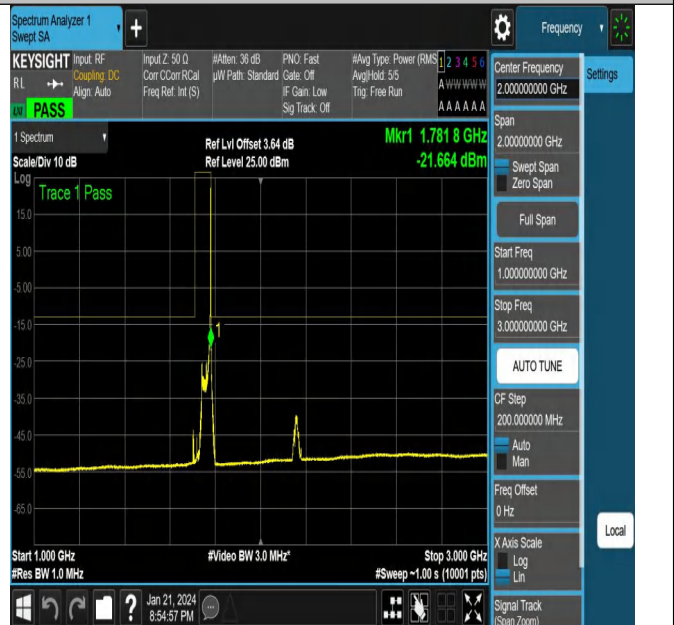 Spectrum Analyzer 1
Swept SA
+
Frequency
KEYSIGHT
RL
PASS
Input: RF
Coupling: DC
Align: Auto
Input Z: 50 Ω
Corr CCorr RCal
Freq Ref: Int (S)
#Atten: 36 dB
µW Path: Standard
PNO: Fast
Gate: Off
IF Gain: Low
Sig Track: Off
#Avg Type: Power (RMS
Avg|Hold: 5/5
Trig: Free Run
1 2 3 4 5 6
A W W W W W
A A A A A A
1 Spectrum
Scale/Div 10 dB
Log
Ref Lvl Offset 3.64 dB
Ref Level 25.00 dBm
Mkr1 1.781 8 GHz
-21.664 dBm
Trace 1 Pass
15.0
5.00
-5.00
-15.0
-25.0
-35.0
-45.0
-55.0
-65.0
1
Start 1.000 GHz
#Res BW 1.0 MHz
#Video BW 3.0 MHz*
Stop 3.000 GHz
#Sweep ~1.00 s (10001 pts)
Jan 21, 2024
8:54:57 PM
Center Frequency
2.00000000 GHz
Settings
Span
2.00000000 GHz
Swept Span
Zero Span
Full Span
Start Freq
1.000000000 GHz
Stop Freq
3.000000000 GHz
AUTO TUNE
CF Step
200.000000 MHz
Auto
Man
Freq Offset
0 Hz
X Axis Scale
Log
Lin
Local
Signal Track
(Span Zoom)